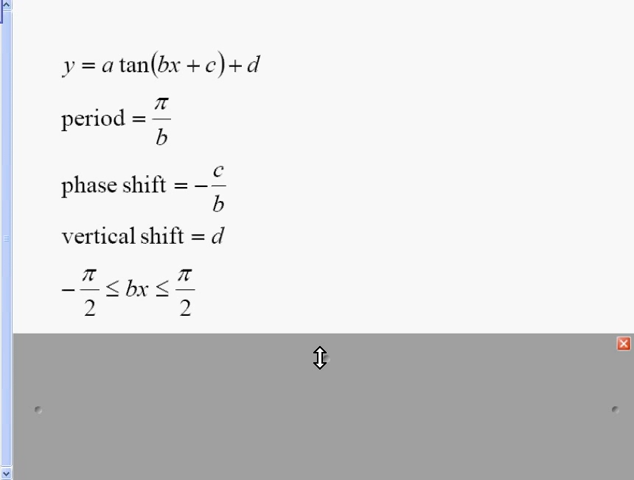 y = a tan(bx + c) + d
period = π/b
phase shift = −c/b
vertical shift = d
−π/2 ≤ bx ≤ π/2